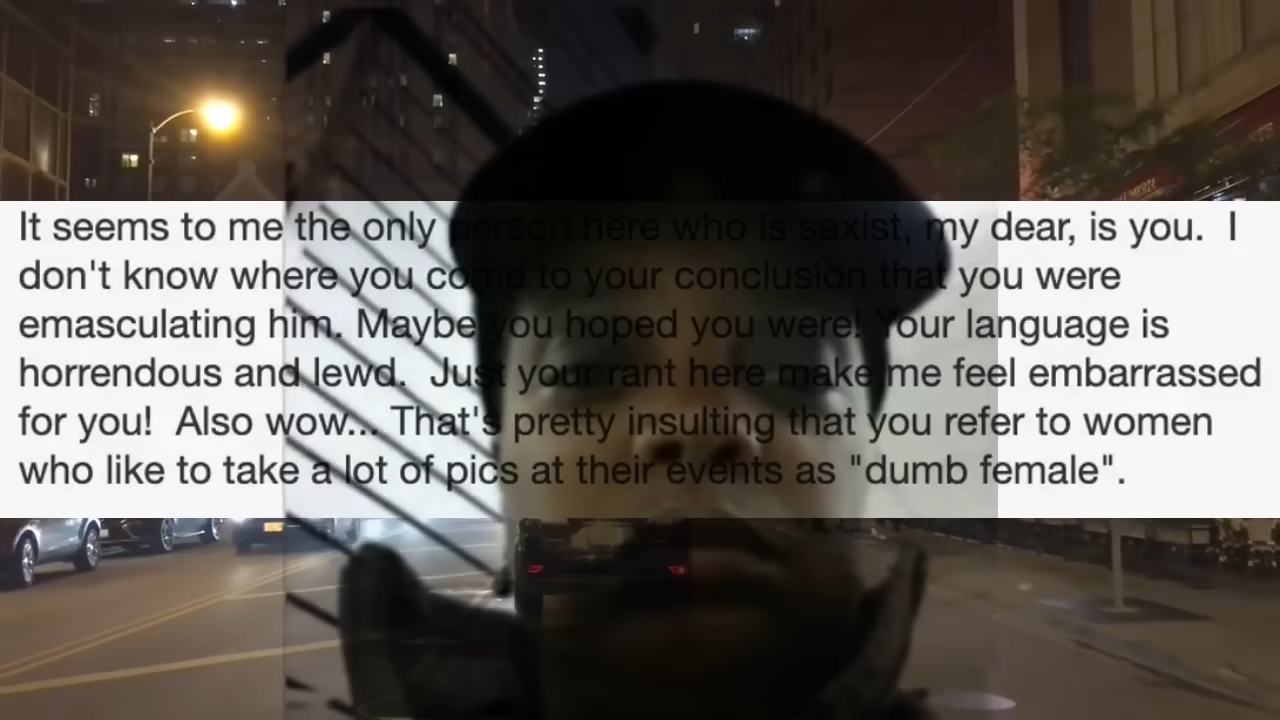 It seems to me the only person here who is sexist, my dear, is you.  I
don't know where you come to your conclusion that you were
emasculating him. Maybe you hoped you were! Your language is
horrendous and lewd.  Just your rant here make me feel embarrassed
for you!  Also wow... That's pretty insulting that you refer to women
who like to take a lot of pics at their events as "dumb female".